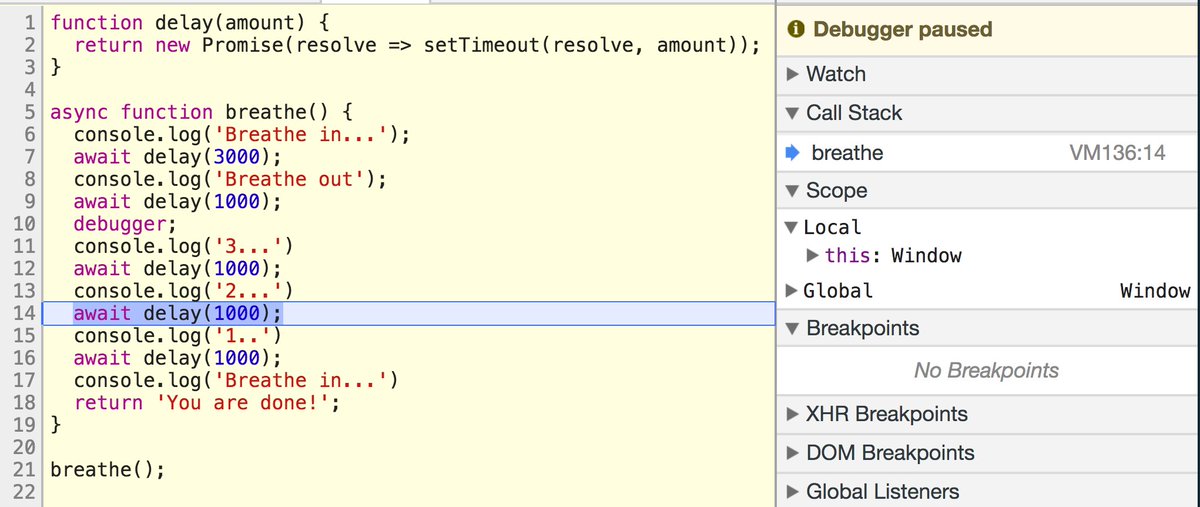 1 function delay(amount) {
2   return new Promise(resolve => setTimeout(resolve, amount));
3 }
4
5 async function breathe() {
6   console.log('Breathe in...');
7   await delay(3000);
8   console.log('Breathe out');
9   await delay(1000);
10   debugger;
11   console.log('3...')
12   await delay(1000);
13   console.log('2...')
14   await delay(1000);
15   console.log('1..')
16   await delay(1000);
17   console.log('Breathe in...')
18   return 'You are done!';
19 }
20
21 breathe();
22
Debugger paused
Watch
Call Stack
breathe VM136:14
Scope
Local
this: Window
Global Window
Breakpoints
No Breakpoints
XHR Breakpoints
DOM Breakpoints
Global Listeners